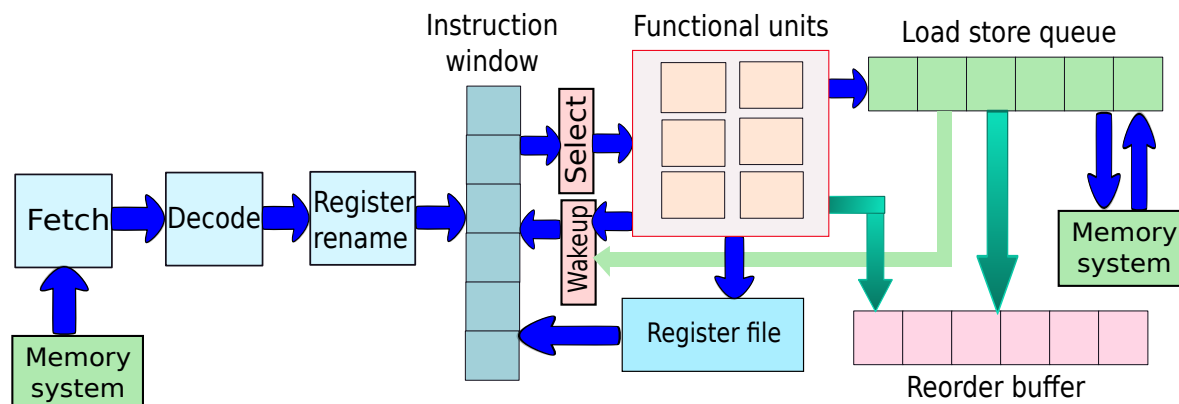 Instruction
window
Functional units
Load store queue
Select
Fetch
Decode
Register
rename
Wakeup
Memory
system
Register file
Memory
system
Reorder buffer